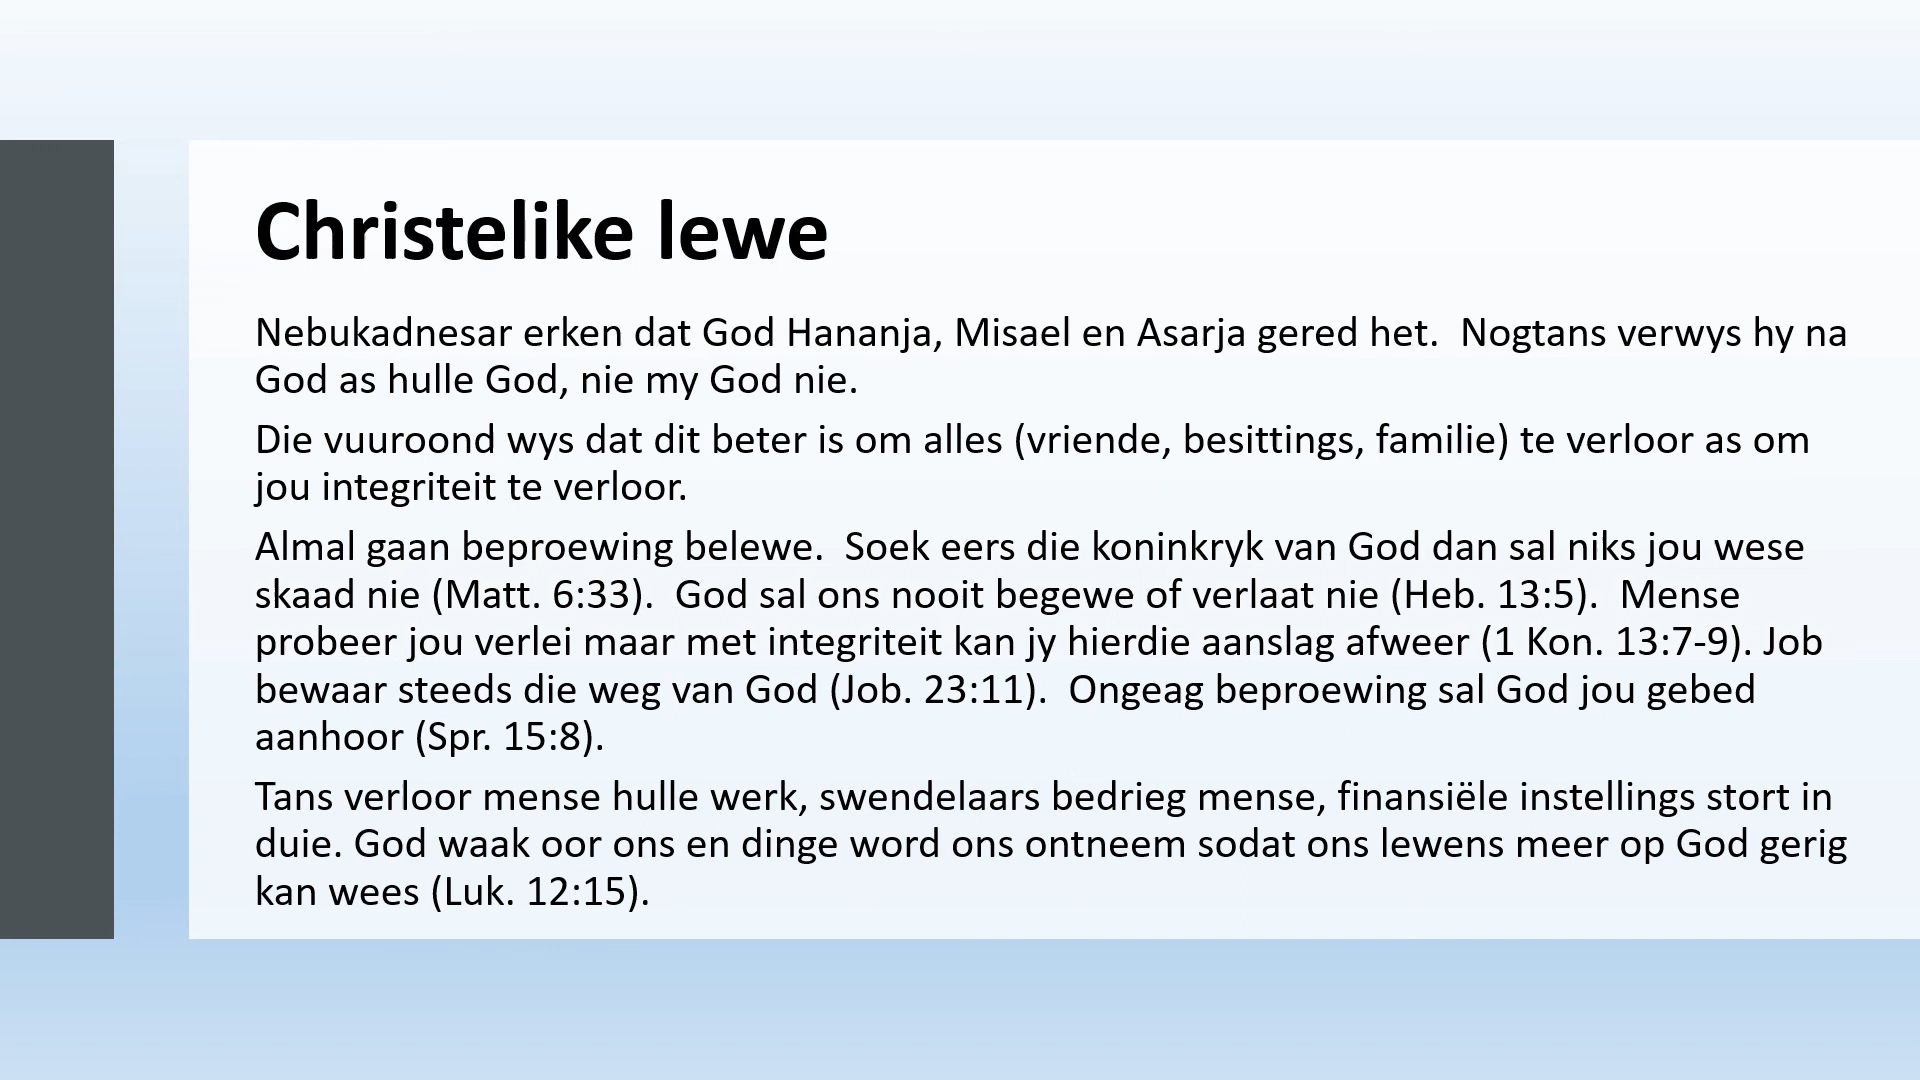 Christelike lewe
Nebukadnesar erken dat God Hananja, Misael en Asarja gered het.  Nogtans verwys hy na
God as hulle God, nie my God nie.
Die vuuroond wys dat dit beter is om alles (vriende, besittings, familie) te verloor as om
jou integriteit te verloor.
Almal gaan beproewing belewe.  Soek eers die koninkryk van God dan sal niks jou wese
skaad nie (Matt. 6:33).  God sal ons nooit begewe of verlaat nie (Heb. 13:5).  Mense
probeer jou verlei maar met integriteit kan jy hierdie aanslag afweer (1 Kon. 13:7-9). Job
bewaar steeds die weg van God (Job. 23:11).  Ongeag beproewing sal God jou gebed
aanhoor (Spr. 15:8).
Tans verloor mense hulle werk, swendelaars bedrieg mense, finansiële instellings stort in
duie. God waak oor ons en dinge word ons ontneem sodat ons lewens meer op God gerig
kan wees (Luk. 12:15).